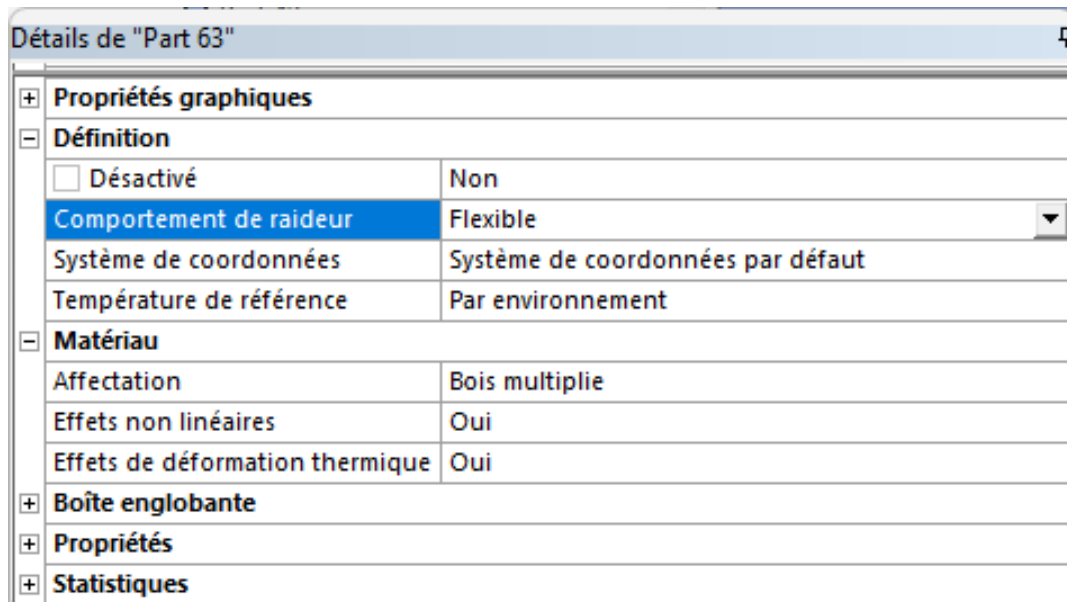 Détails de "Part 63"
Propriétés graphiques
Définition
Désactivé Non
Comportement de raideur Flexible
Système de coordonnées Système de coordonnées par défaut
Température de référence Par environnement
Matériau
Affectation Bois multiplie
Effets non linéaires Oui
Effets de déformation thermique Oui
Boîte englobante
Propriétés
Statistiques